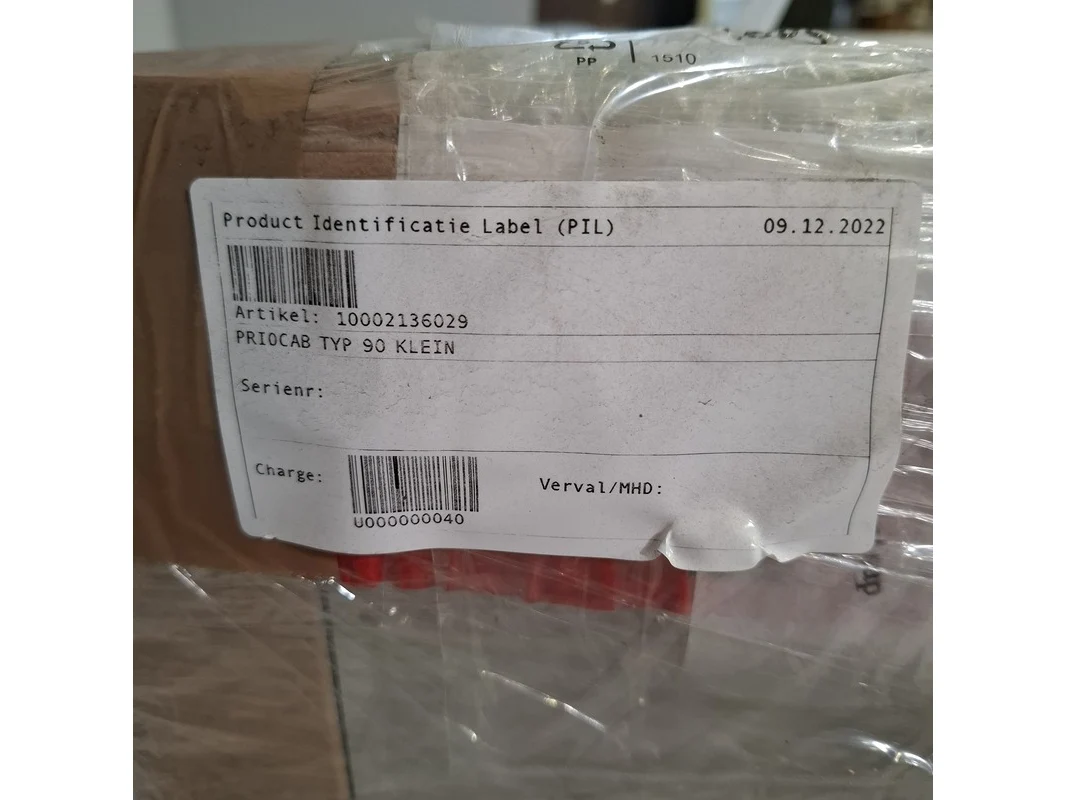 PP 1510
Product Identificatie Label (PIL) 09.12.2022
Artikel: 10002136029
PRIOCAB TYP 90 KLEIN
Serienr:
Charge: Verval/MHD:
U000000040